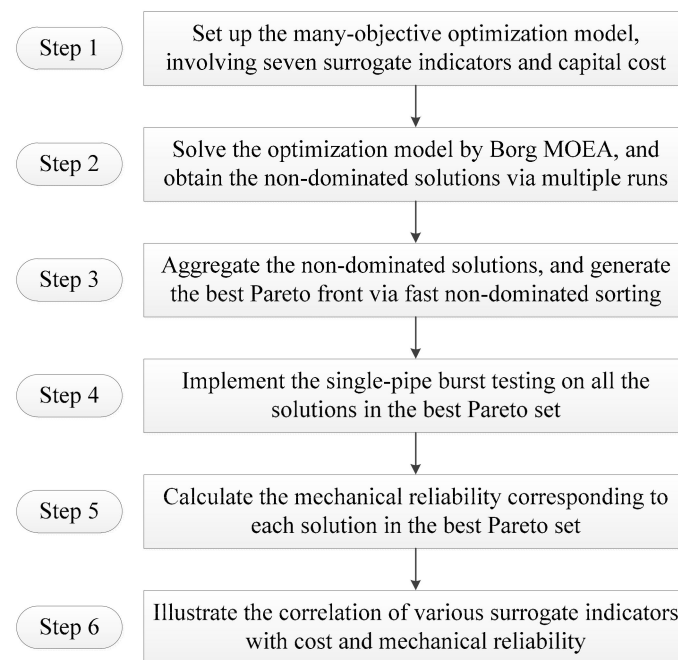 Step 1
Set up the many-objective optimization model,
involving seven surrogate indicators and capital cost
Step 2
Solve the optimization model by Borg MOEA, and
obtain the non-dominated solutions via multiple runs
Step 3
Aggregate the non-dominated solutions, and generate
the best Pareto front via fast non-dominated sorting
Step 4
Implement the single-pipe burst testing on all the
solutions in the best Pareto set
Step 5
Calculate the mechanical reliability corresponding to
each solution in the best Pareto set
Step 6
Illustrate the correlation of various surrogate indicators
with cost and mechanical reliability